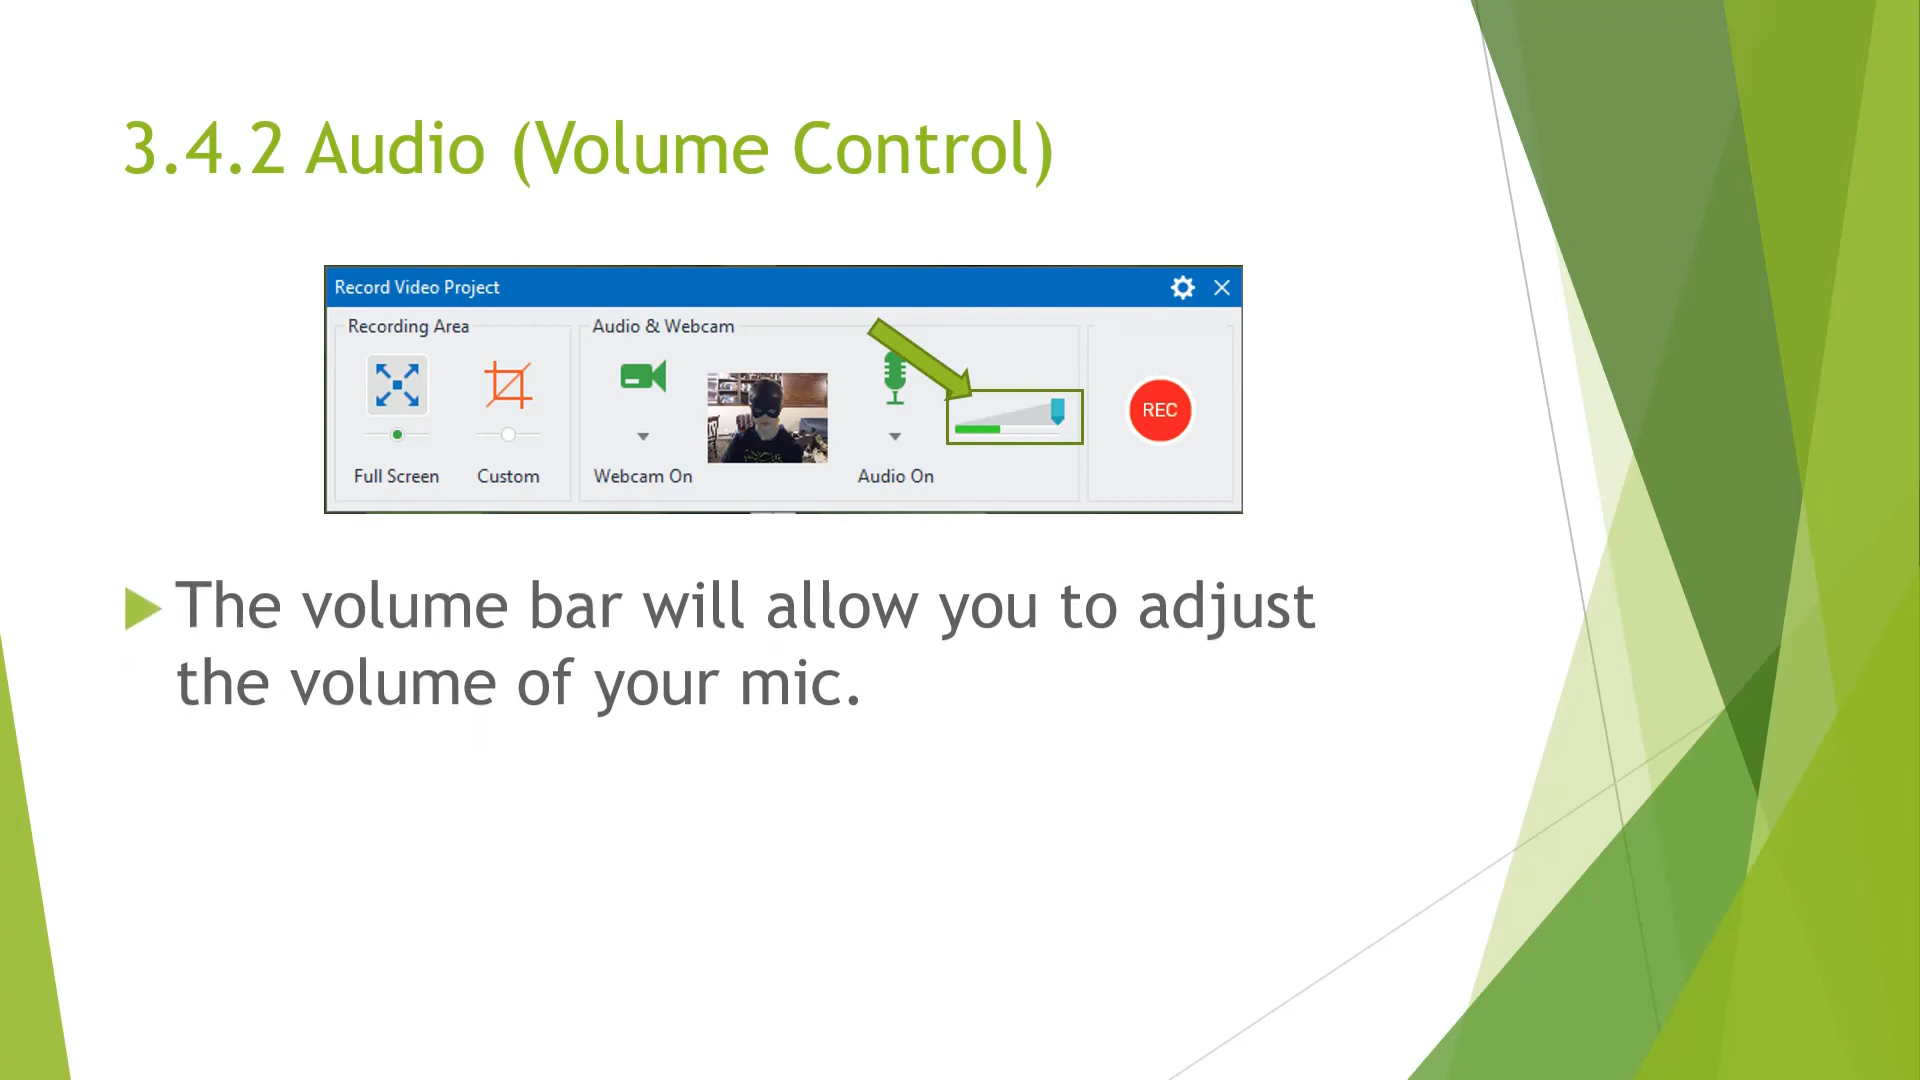 3.4.2 Audio (Volume Control)
Record Video Project
Recording Area
Audio & Webcam
REC
Full Screen
Custom
Webcam On
Audio On
The volume bar will allow you to adjust
the volume of your mic.